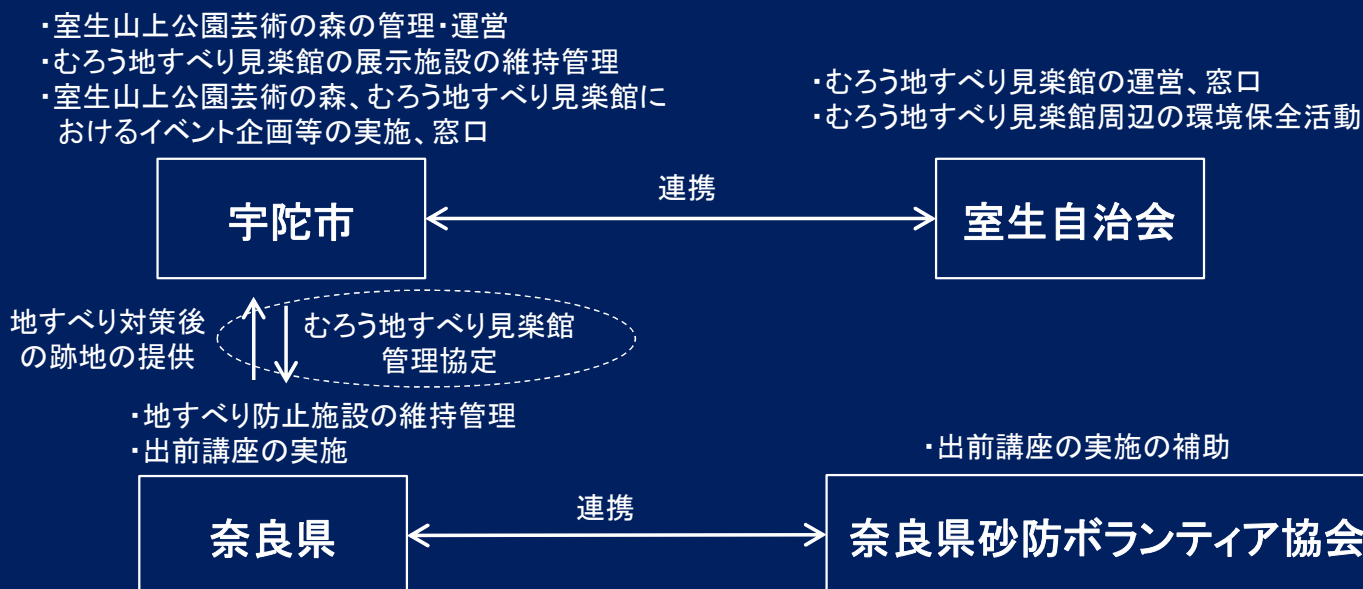 ・室生山上公園芸術の森の管理・運営
・むろう地すべり見楽館の展示施設の維持管理
・室生山上公園芸術の森、むろう地すべり見楽館に
おけるイベント企画等の実施、窓口
・むろう地すべり見楽館の運営、窓口
・むろう地すべり見楽館周辺の環境保全活動
宇陀市
連携
室生自治会
地すべり対策後
の跡地の提供
むろう地すべり見楽館
管理協定
・地すべり防止施設の維持管理
・出前講座の実施
・出前講座の実施の補助
奈良県
連携
奈良県砂防ボランティア協会